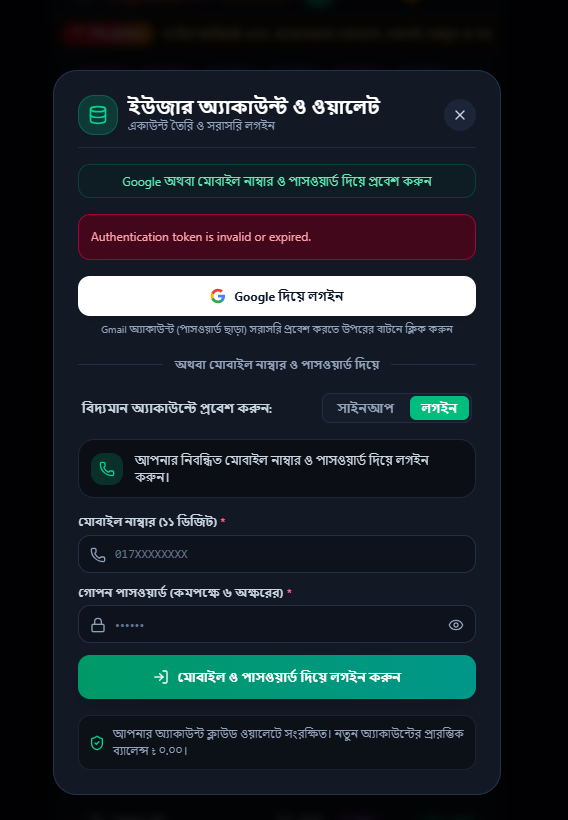 ইউজার অ্যাকাউন্ট ও ওয়ালেট
একাউন্ট তৈরি ও সরাসরি লগইন
Google অথবা মোবাইল নাম্বার ও পাসওয়ার্ড দিয়ে প্রবেশ করুন
Authentication token is invalid or expired.
Google দিয়ে লগইন
Gmail অ্যাকাউন্ট (পাসওয়ার্ড ছাড়া) সরাসরি প্রবেশ করতে উপরের বাটনে ক্লিক করুন
অথবা মোবাইল নাম্বার ও পাসওয়ার্ড দিয়ে
বিদ্যমান অ্যাকাউন্টে প্রবেশ করুন: সাইনআপ লগইন
আপনার নিবন্ধিত মোবাইল নাম্বার ও পাসওয়ার্ড দিয়ে লগইন
করুন।
মোবাইল নাম্বার (১১ ডিজিট) *
017XXXXXXXX
গোপন পাসওয়ার্ড (কমপক্ষে ৬ অক্ষরের) *
••••••
মোবাইল ও পাসওয়ার্ড দিয়ে লগইন করুন
আপনার অ্যাকাউন্ট ক্লাউড ওয়ালেটে সংরক্ষিত। নতুন অ্যাকাউন্টের প্রারম্ভিক
ব্যালেন্স ৳ ০.০০।